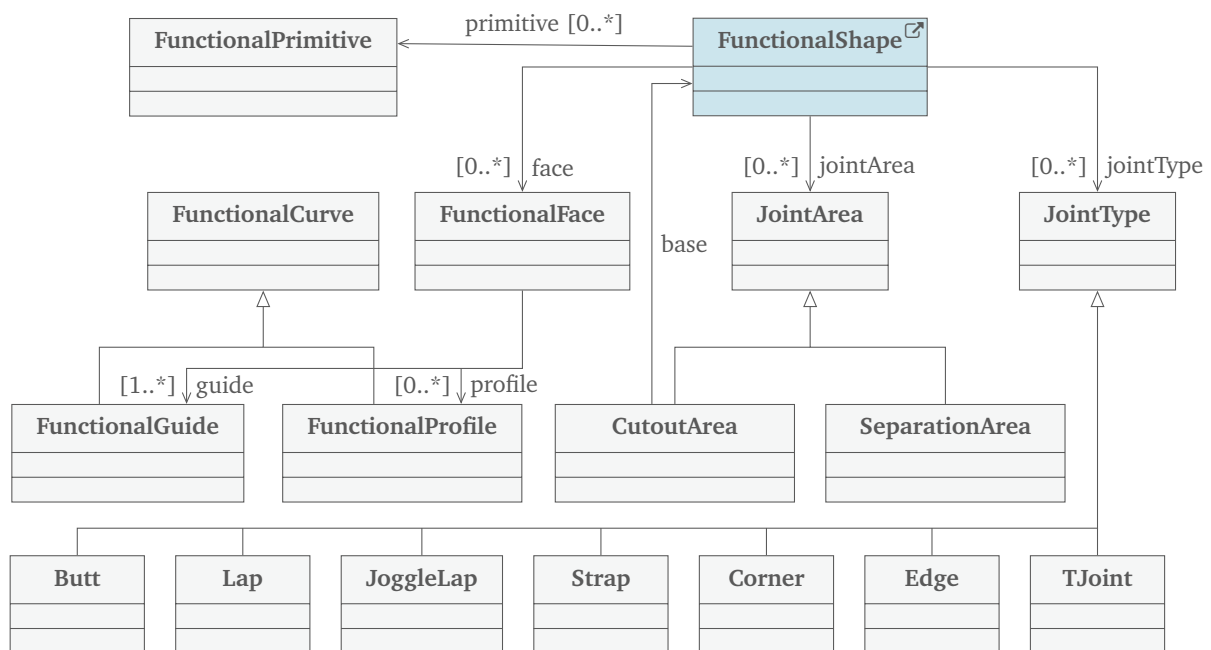 primitive [0..*]
FunctionalPrimitive
FunctionalShape
[0..*] face
[0..*] jointArea
[0..*] jointType
FunctionalCurve
FunctionalFace
JointArea
JointType
base
[1..*] guide
[0..*] profile
FunctionalGuide
FunctionalProfile
CutoutArea
SeparationArea
Butt
Lap
JoggleLap
Strap
Corner
Edge
TJoint